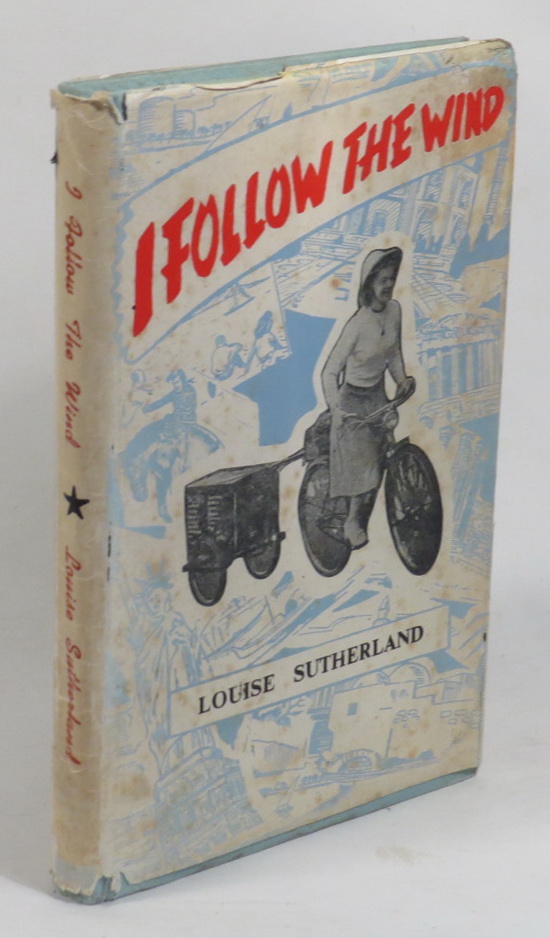 I FOLLOW THE WIND
LOUISE SUTHERLAND
I Follow The Wind ★ Louise Sutherland